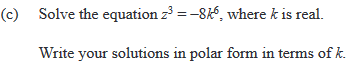 (c) Solve the equation z³ = –8k⁶, where k is real.
Write your solutions in polar form in terms of k.